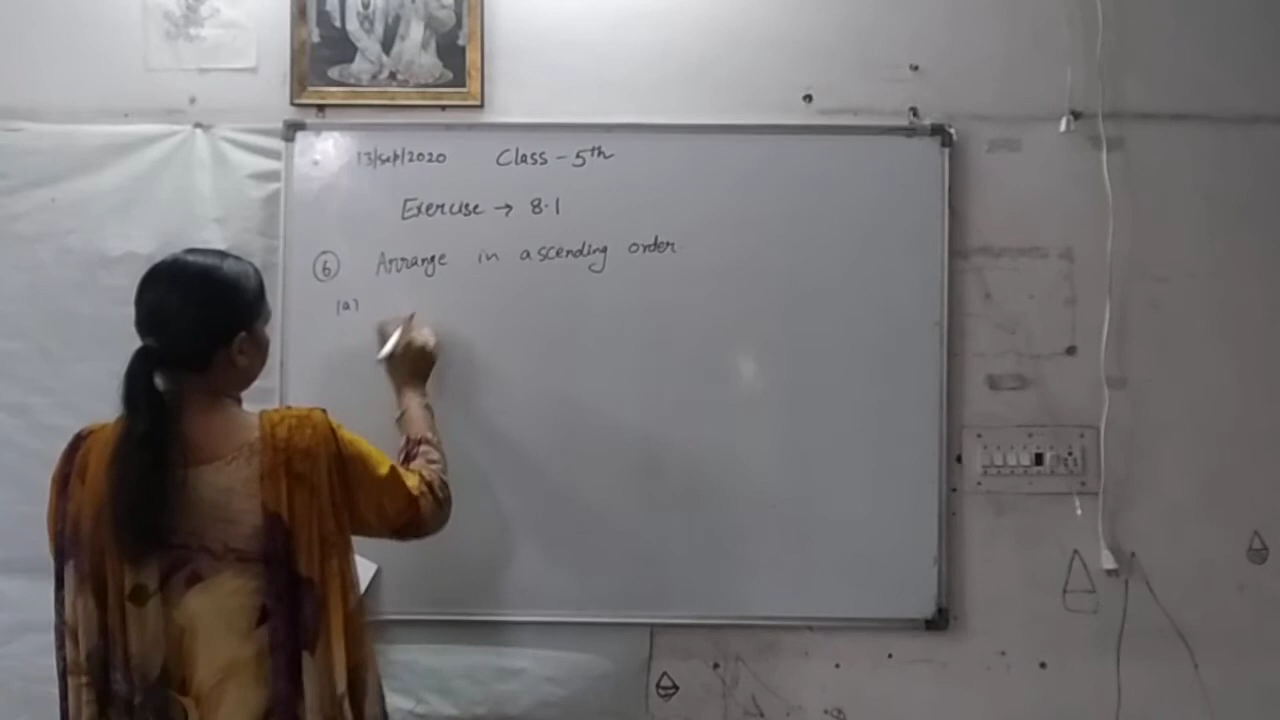 13/Sep/2020 Class - 5th
Exercise → 8.1
6 Arrange in ascending order.
(a)